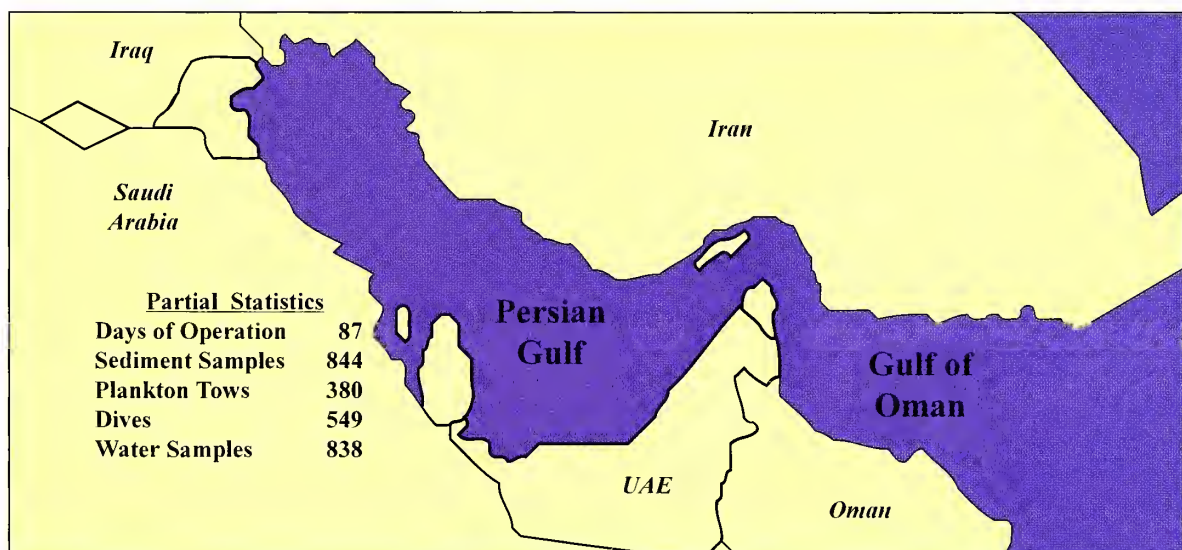 Iraq
Iran
Saudi
Arabia
Partial Statistics
Days of Operation 87
Sediment Samples 844
Plankton Tows 380
Dives 549
Water Samples 838
Persian
Gulf
Gulf of
Oman
UAE
Oman